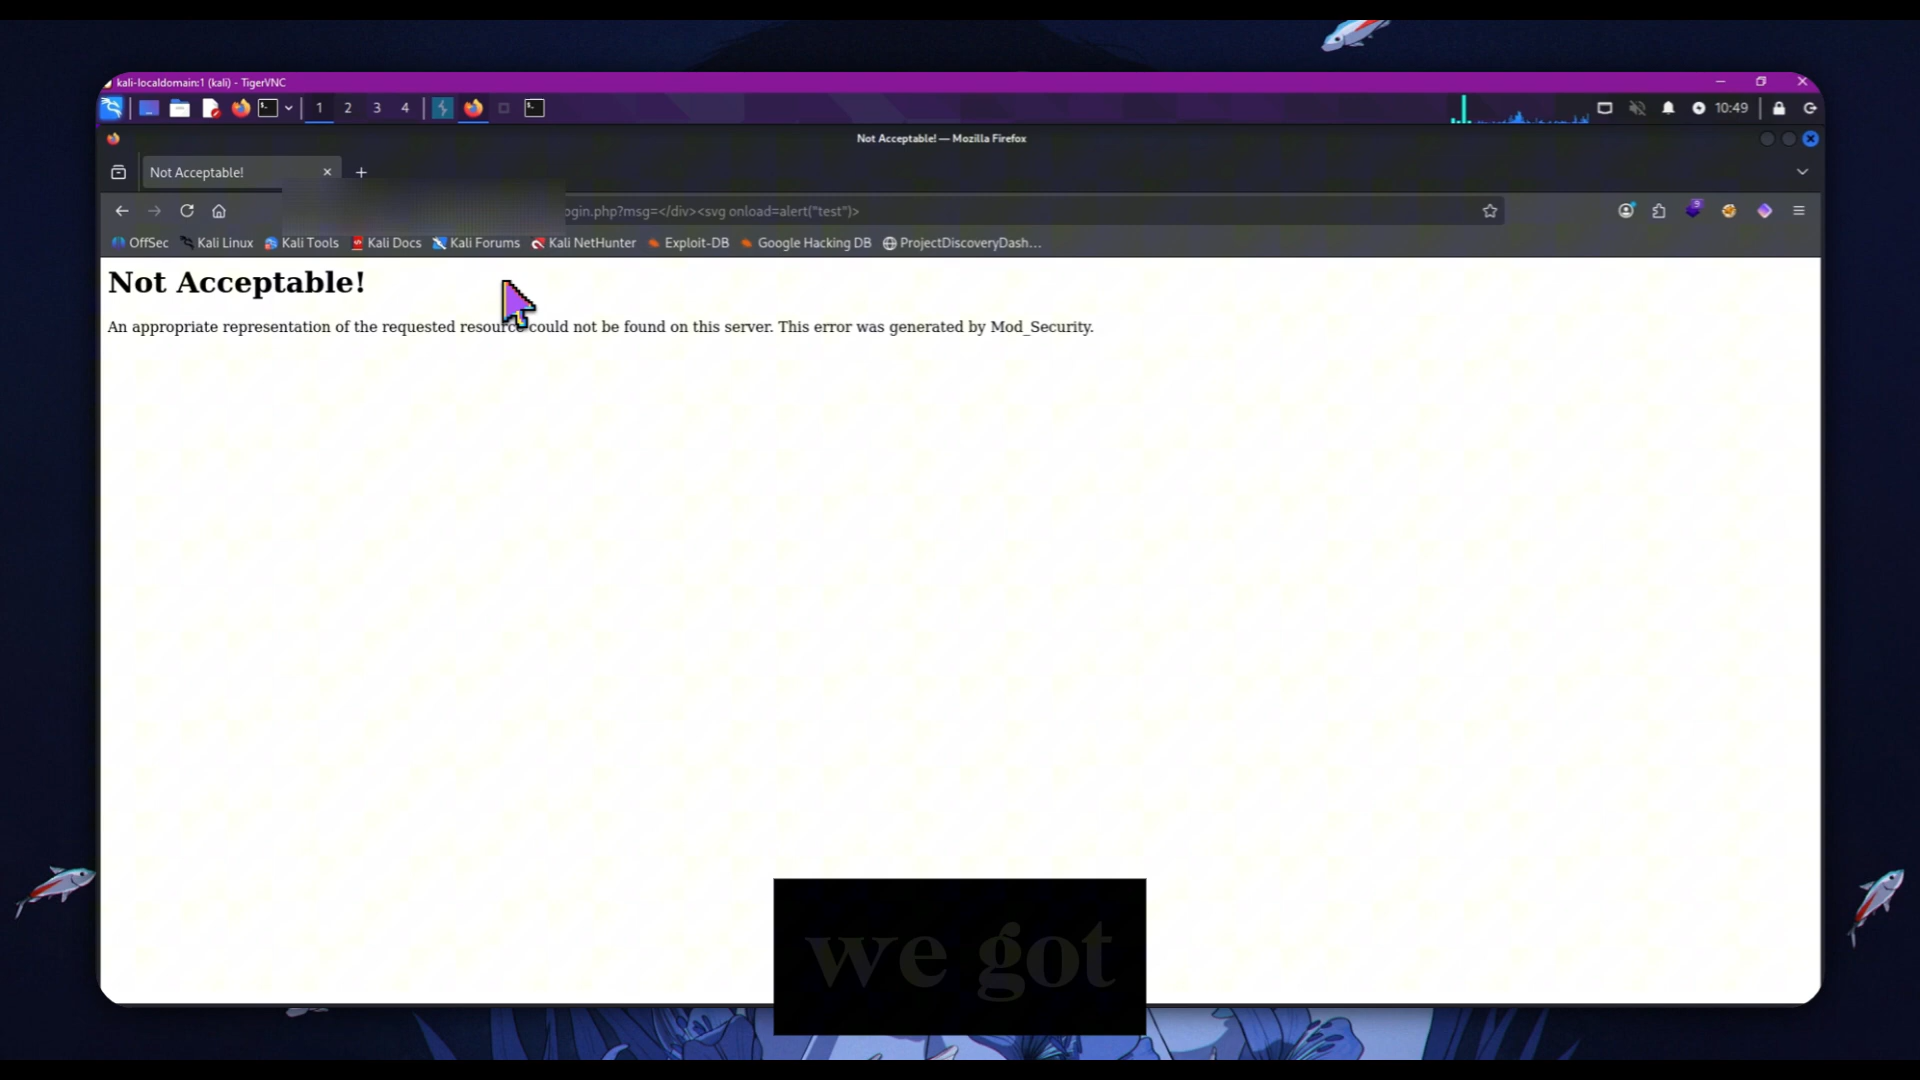 kali-localdomain:1 (kali) - TigerVNC
1 2 3 4
10:49
Not Acceptable! — Mozilla Firefox
Not Acceptable!
ogin.php?msg=</div><svg onload=alert("test")>
OffSec Kali Linux Kali Tools Kali Docs Kali Forums Kali NetHunter Exploit-DB Google Hacking DB ProjectDiscoveryDash...
Not Acceptable!
An appropriate representation of the requested resource could not be found on this server. This error was generated by Mod_Security.
we got